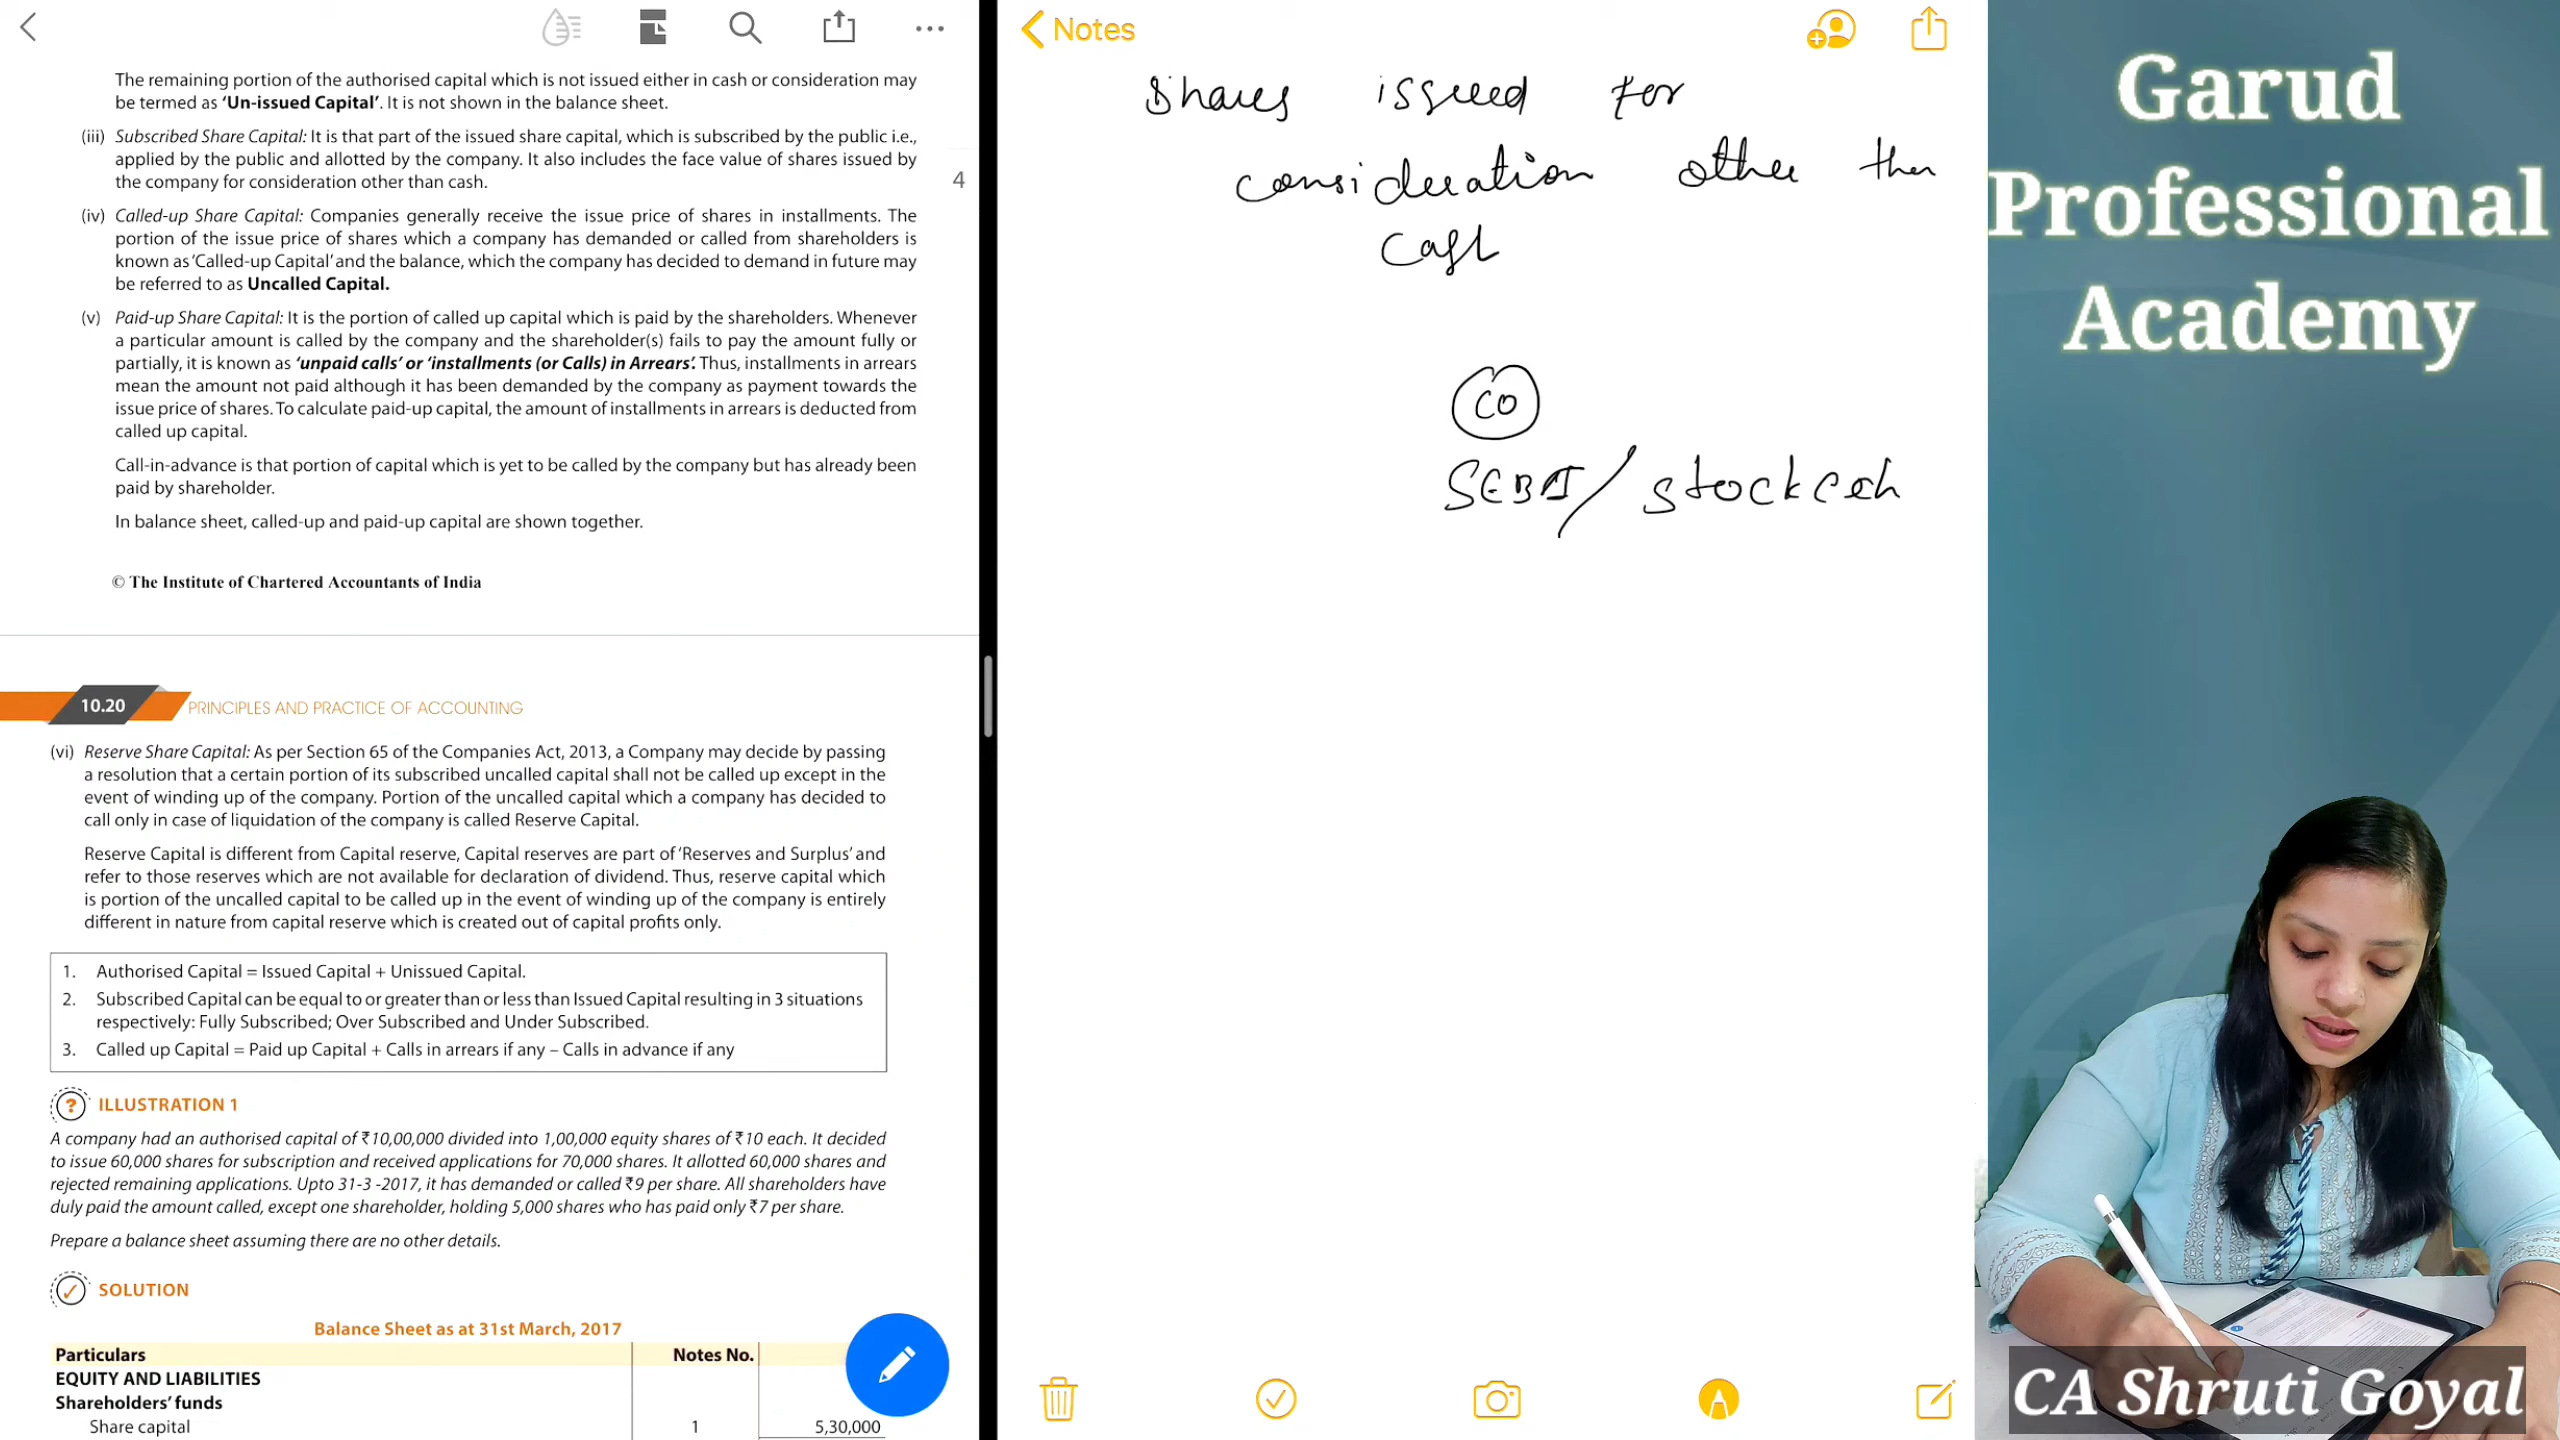 The remaining portion of the authorised capital which is not issued either in cash or consideration may
be termed as ‘Un-issued Capital’. It is not shown in the balance sheet.
(iii) Subscribed Share Capital: It is that part of the issued share capital, which is subscribed by the public i.e.,
applied by the public and allotted by the company. It also includes the face value of shares issued by
the company for consideration other than cash.
4
(iv) Called-up Share Capital: Companies generally receive the issue price of shares in installments. The
portion of the issue price of shares which a company has demanded or called from shareholders is
known as ‘Called-up Capital’ and the balance, which the company has decided to demand in future may
be referred to as Uncalled Capital.
(v) Paid-up Share Capital: It is the portion of called up capital which is paid by the shareholders. Whenever
a particular amount is called by the company and the shareholder(s) fails to pay the amount fully or
partially, it is known as ‘unpaid calls’ or ‘installments (or Calls) in Arrears’. Thus, installments in arrears
mean the amount not paid although it has been demanded by the company as payment towards the
issue price of shares. To calculate paid-up capital, the amount of installments in arrears is deducted from
called up capital.
Call-in-advance is that portion of capital which is yet to be called by the company but has already been
paid by shareholder.
In balance sheet, called-up and paid-up capital are shown together.
© The Institute of Chartered Accountants of India
10.20 PRINCIPLES AND PRACTICE OF ACCOUNTING
(vi) Reserve Share Capital: As per Section 65 of the Companies Act, 2013, a Company may decide by passing
a resolution that a certain portion of its subscribed uncalled capital shall not be called up except in the
event of winding up of the company. Portion of the uncalled capital which a company has decided to
call only in case of liquidation of the company is called Reserve Capital.
Reserve Capital is different from Capital reserve, Capital reserves are part of ‘Reserves and Surplus’ and
refer to those reserves which are not available for declaration of dividend. Thus, reserve capital which
is portion of the uncalled capital to be called up in the event of winding up of the company is entirely
different in nature from capital reserve which is created out of capital profits only.
1. Authorised Capital = Issued Capital + Unissued Capital.
2. Subscribed Capital can be equal to or greater than or less than Issued Capital resulting in 3 situations
respectively: Fully Subscribed; Over Subscribed and Under Subscribed.
3. Called up Capital = Paid up Capital + Calls in arrears if any – Calls in advance if any
? ILLUSTRATION 1
A company had an authorised capital of ₹10,00,000 divided into 1,00,000 equity shares of ₹10 each. It decided
to issue 60,000 shares for subscription and received applications for 70,000 shares. It allotted 60,000 shares and
rejected remaining applications. Upto 31-3 -2017, it has demanded or called ₹9 per share. All shareholders have
duly paid the amount called, except one shareholder, holding 5,000 shares who has paid only ₹7 per share.
Prepare a balance sheet assuming there are no other details.
SOLUTION
Balance Sheet as at 31st March, 2017
Particulars Notes No.
EQUITY AND LIABILITIES
Shareholders’ funds
Share capital 1 5,30,000
Notes
Shares issued for
consideration other then
Cash
CO
SEBI / stock exch
Garud
Professional
Academy
CA Shruti Goyal